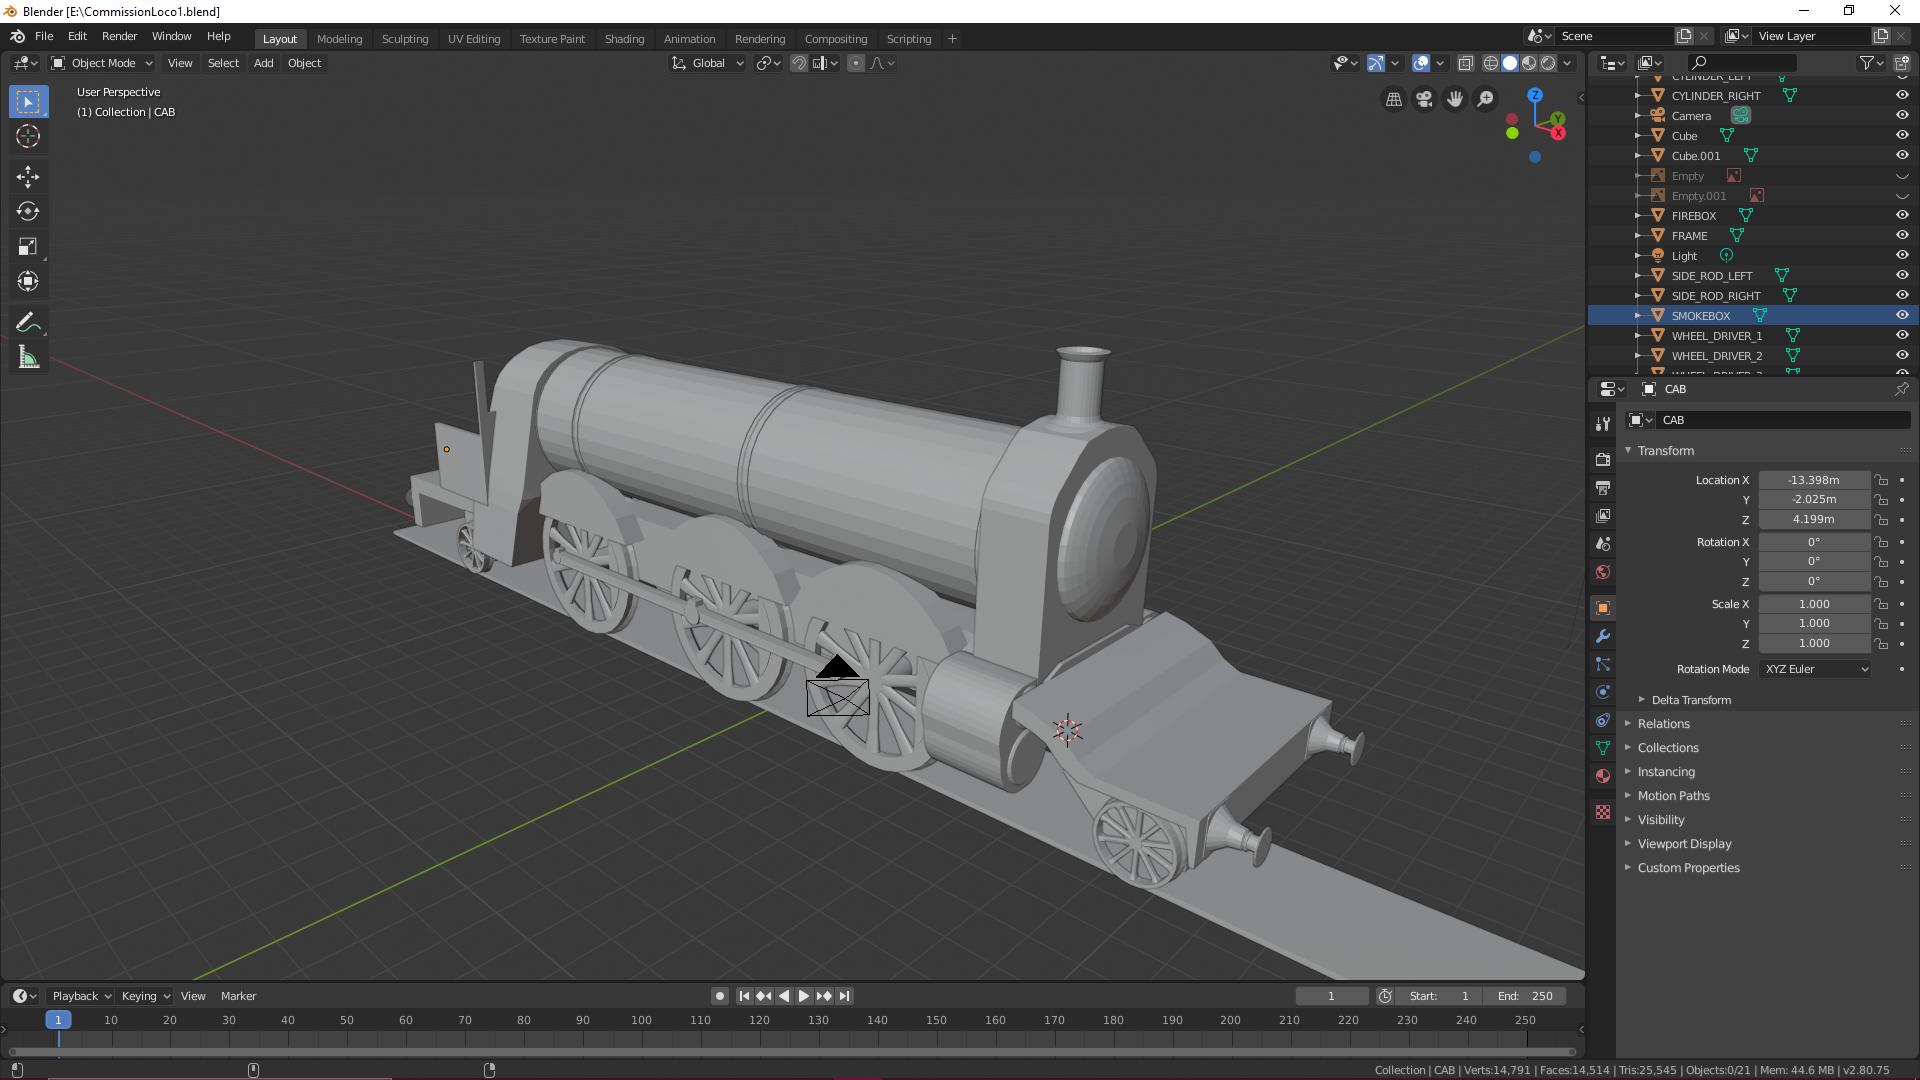 Blender [E:\CommissionLoco1.blend]
File Edit Render Window Help
Layout Modeling Sculpting UV Editing Texture Paint Shading Animation Rendering Compositing Scripting +
Scene
View Layer
Object Mode View Select Add Object
Global
User Perspective
(1) Collection | CAB
Z
Y
X
CYLINDER_LEFT
CYLINDER_RIGHT
Camera
Cube
Cube.001
Empty
Empty.001
FIREBOX
FRAME
Light
SIDE_ROD_LEFT
SIDE_ROD_RIGHT
SMOKEBOX
WHEEL_DRIVER_1
WHEEL_DRIVER_2
CAB
CAB
Transform
Location X -13.398m
Y -2.025m
Z 4.199m
Rotation X 0°
Y 0°
Z 0°
Scale X 1.000
Y 1.000
Z 1.000
Rotation Mode XYZ Euler
Delta Transform
Relations
Collections
Instancing
Motion Paths
Visibility
Viewport Display
Custom Properties
Playback Keying View Marker
1 Start: 1 End: 250
1 10 20 30 40 50 60 70 80 90 100 110 120 130 140 150 160 170 180 190 200 210 220 230 240 250
Collection | CAB | Verts:14,791 | Faces:14,514 | Tris:25,545 | Objects:0/21 | Mem: 44.6 MB | v2.80.75